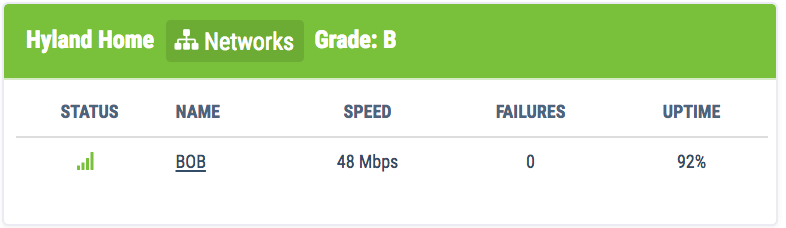 Hyland Home Networks Grade: B
STATUS NAME SPEED FAILURES UPTIME
BOB 48 Mbps 0 92%